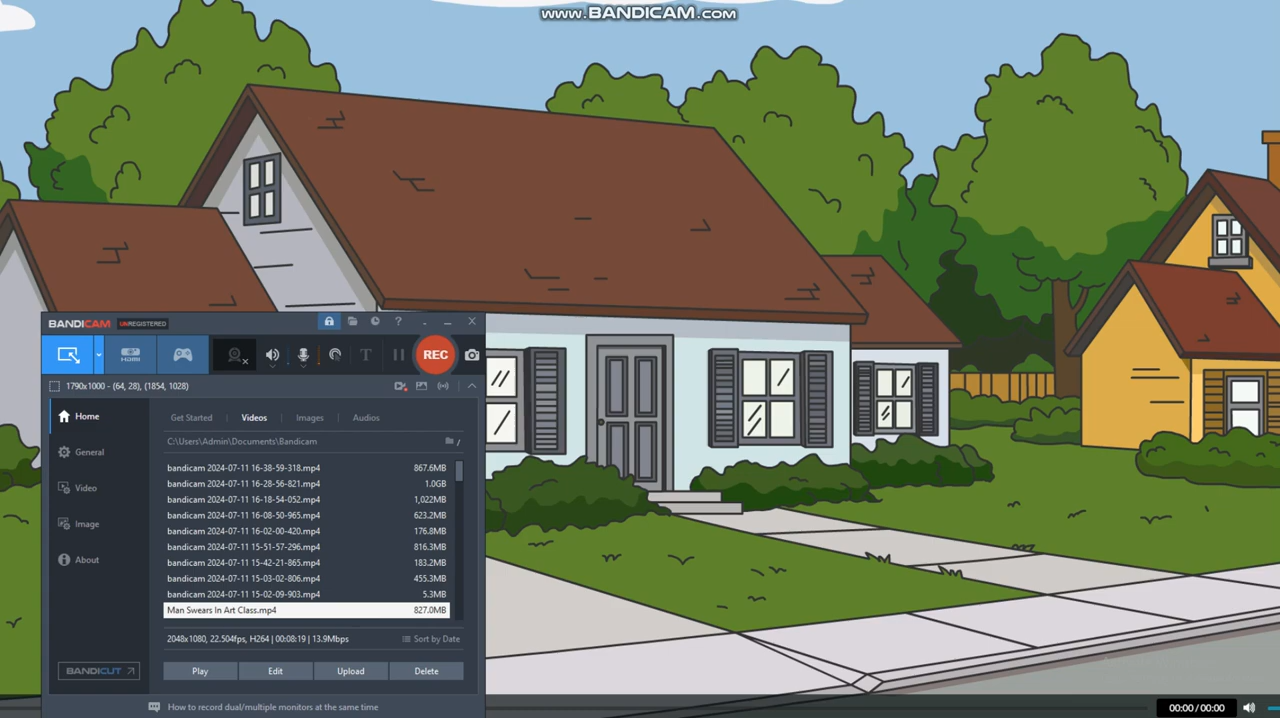 www.BANDICAM.com
BANDICAM UNREGISTERED
HDMI
T
REC
1790x1000 - (64, 28), (1854, 1028)
Home
General
Video
Image
About
BANDICUT
Get Started Videos Images Audios
C:\Users\Admin\Documents\Bandicam
bandicam 2024-07-11 16-38-59-318.mp4 867.6MB
bandicam 2024-07-11 16-28-56-821.mp4 1.0GB
bandicam 2024-07-11 16-18-54-052.mp4 1,022MB
bandicam 2024-07-11 16-08-50-965.mp4 623.2MB
bandicam 2024-07-11 16-02-00-420.mp4 176.8MB
bandicam 2024-07-11 15-51-57-296.mp4 816.3MB
bandicam 2024-07-11 15-42-21-865.mp4 183.2MB
bandicam 2024-07-11 15-03-02-806.mp4 455.3MB
bandicam 2024-07-11 15-02-09-903.mp4 5.3MB
Man Swears In Art Class.mp4 827.0MB
2048x1080, 22.504fps, H264 | 00:08:19 | 13.9Mbps Sort by Date
Play Edit Upload Delete
How to record dual/multiple monitors at the same time
00:00 / 00:00